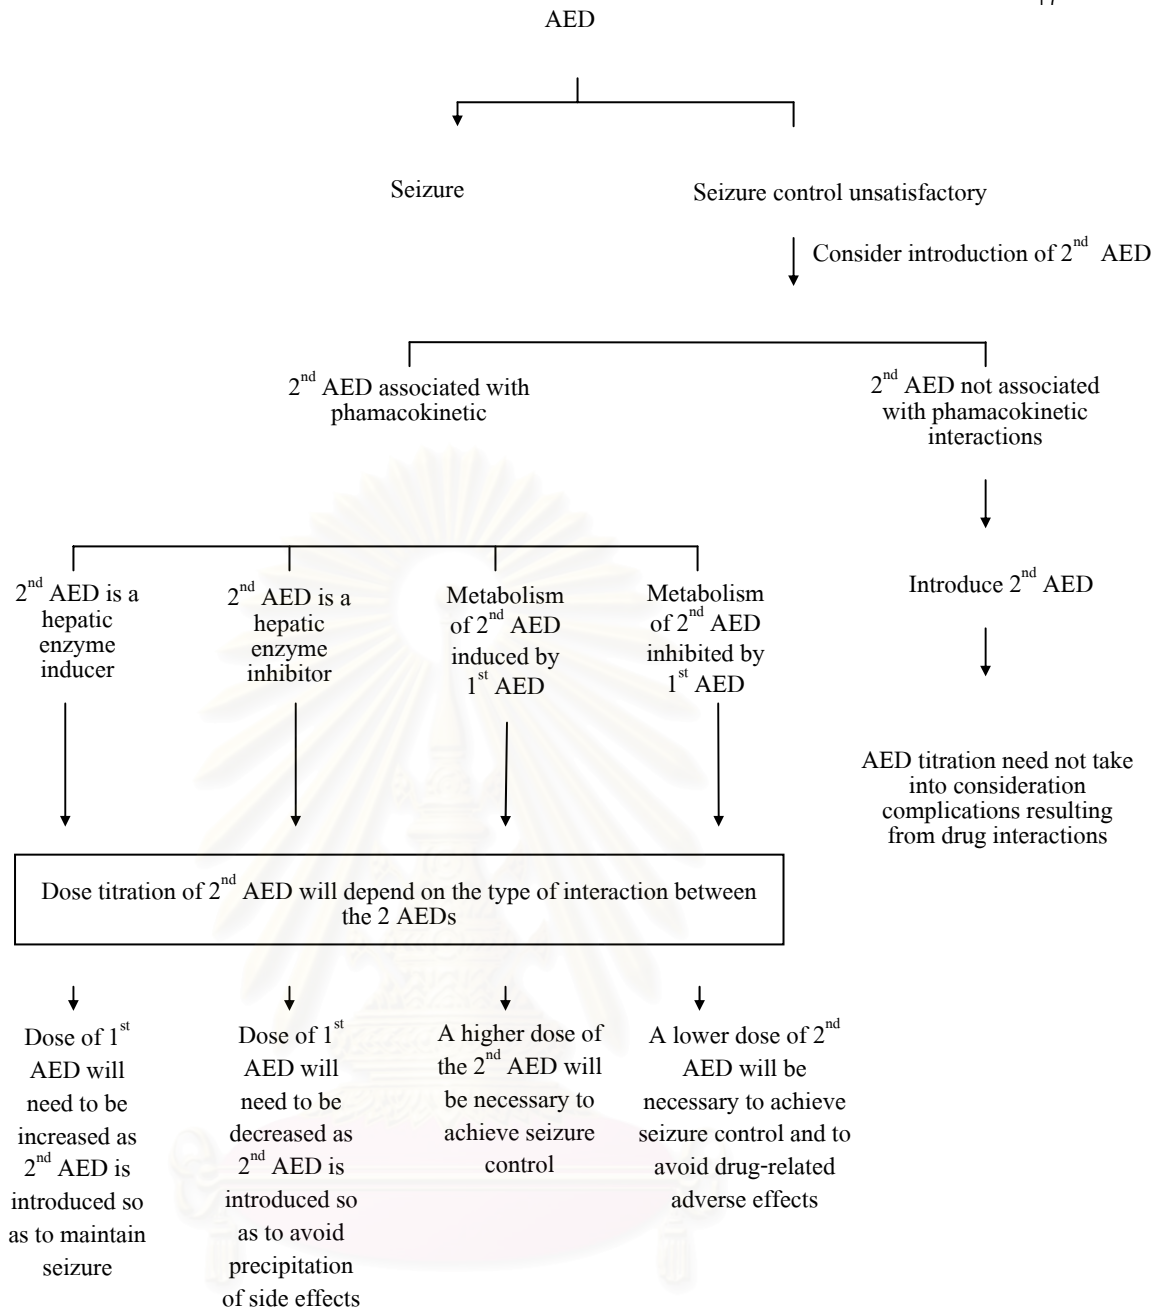 AED
Seizure
Seizure control unsatisfactory
Consider introduction of 2nd AED
2nd AED associated with
phamacokinetic
2nd AED not associated
with phamacokinetic
interactions
2nd AED is a
hepatic
enzyme
inducer
2nd AED is a
hepatic
enzyme
inhibitor
Metabolism
of 2nd AED
induced by
1st AED
Metabolism
of 2nd AED
inhibited by
1st AED
Introduce 2nd AED
AED titration need not take
into consideration
complications resulting
from drug interactions
Dose titration of 2nd AED will depend on the type of interaction between
the 2 AEDs
Dose of 1st
AED will
need to be
increased as
2nd AED is
introduced so
as to maintain
seizure
Dose of 1st
AED will
need to be
decreased as
2nd AED is
introduced so
as to avoid
precipitation
of side effects
A higher dose of
the 2nd AED will
be necessary to
achieve seizure
control
A lower dose of 2nd
AED will be
necessary to achieve
seizure control and to
avoid drug-related
adverse effects